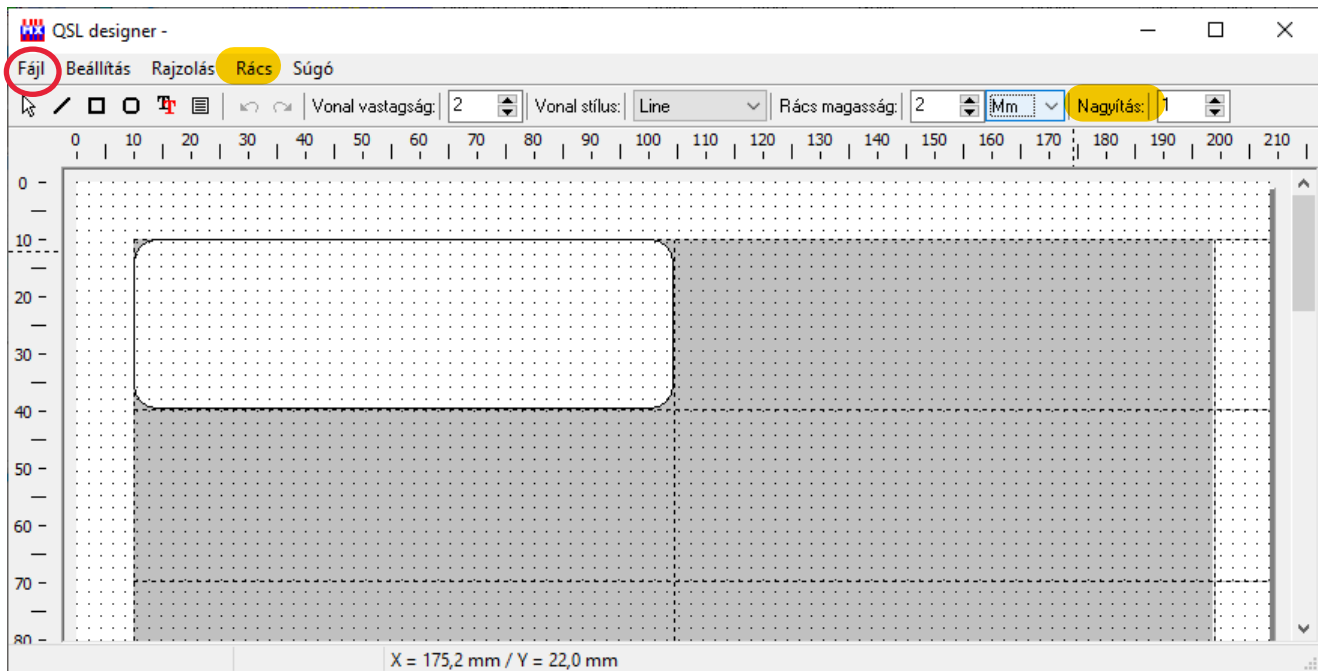 QSL designer -
Fájl Beállítás Rajzolás Rács Súgó
Vonal vastagság: 2 Vonal stílus: Line Rács magasság: 2 Mm Nagyítás: 1
0 10 20 30 40 50 60 70 80 90 100 110 120 130 140 150 160 170 180 190 200 210
0
10
20
30
40
50
60
70
80
X = 175,2 mm / Y = 22,0 mm